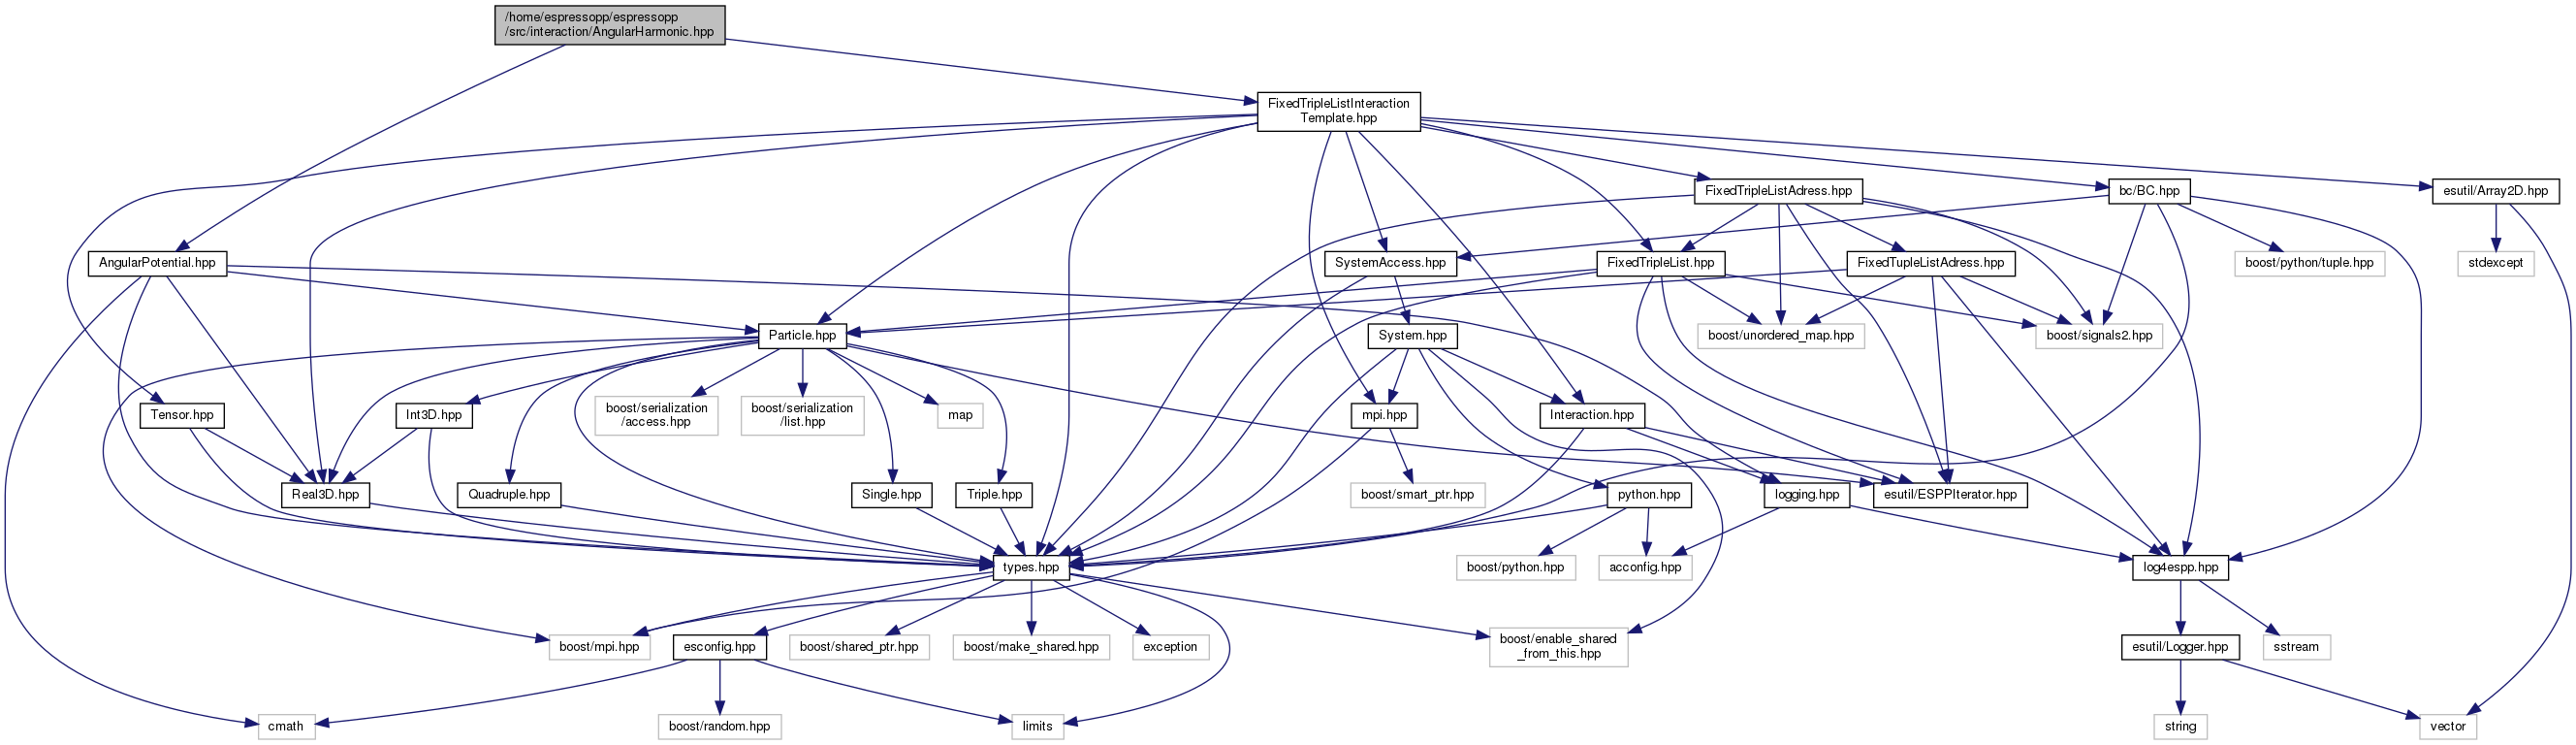 /home/espressopp/espressopp
/src/interaction/AngularHarmonic.hpp
FixedTripleListInteraction
Template.hpp
FixedTripleListAdress.hpp
bc/BC.hpp
esutil/Array2D.hpp
AngularPotential.hpp
SystemAccess.hpp
FixedTripleList.hpp
FixedTupleListAdress.hpp
boost/python/tuple.hpp
stdexcept
Particle.hpp
System.hpp
boost/unordered_map.hpp
boost/signals2.hpp
Tensor.hpp
Int3D.hpp
boost/serialization
/access.hpp
boost/serialization
/list.hpp
map
mpi.hpp
Interaction.hpp
Real3D.hpp
Quadruple.hpp
Single.hpp
Triple.hpp
boost/smart_ptr.hpp
python.hpp
logging.hpp
esutil/ESPPIterator.hpp
types.hpp
boost/python.hpp
acconfig.hpp
log4espp.hpp
boost/mpi.hpp
esconfig.hpp
boost/shared_ptr.hpp
boost/make_shared.hpp
exception
boost/enable_shared
_from_this.hpp
esutil/Logger.hpp
sstream
cmath
boost/random.hpp
limits
string
vector